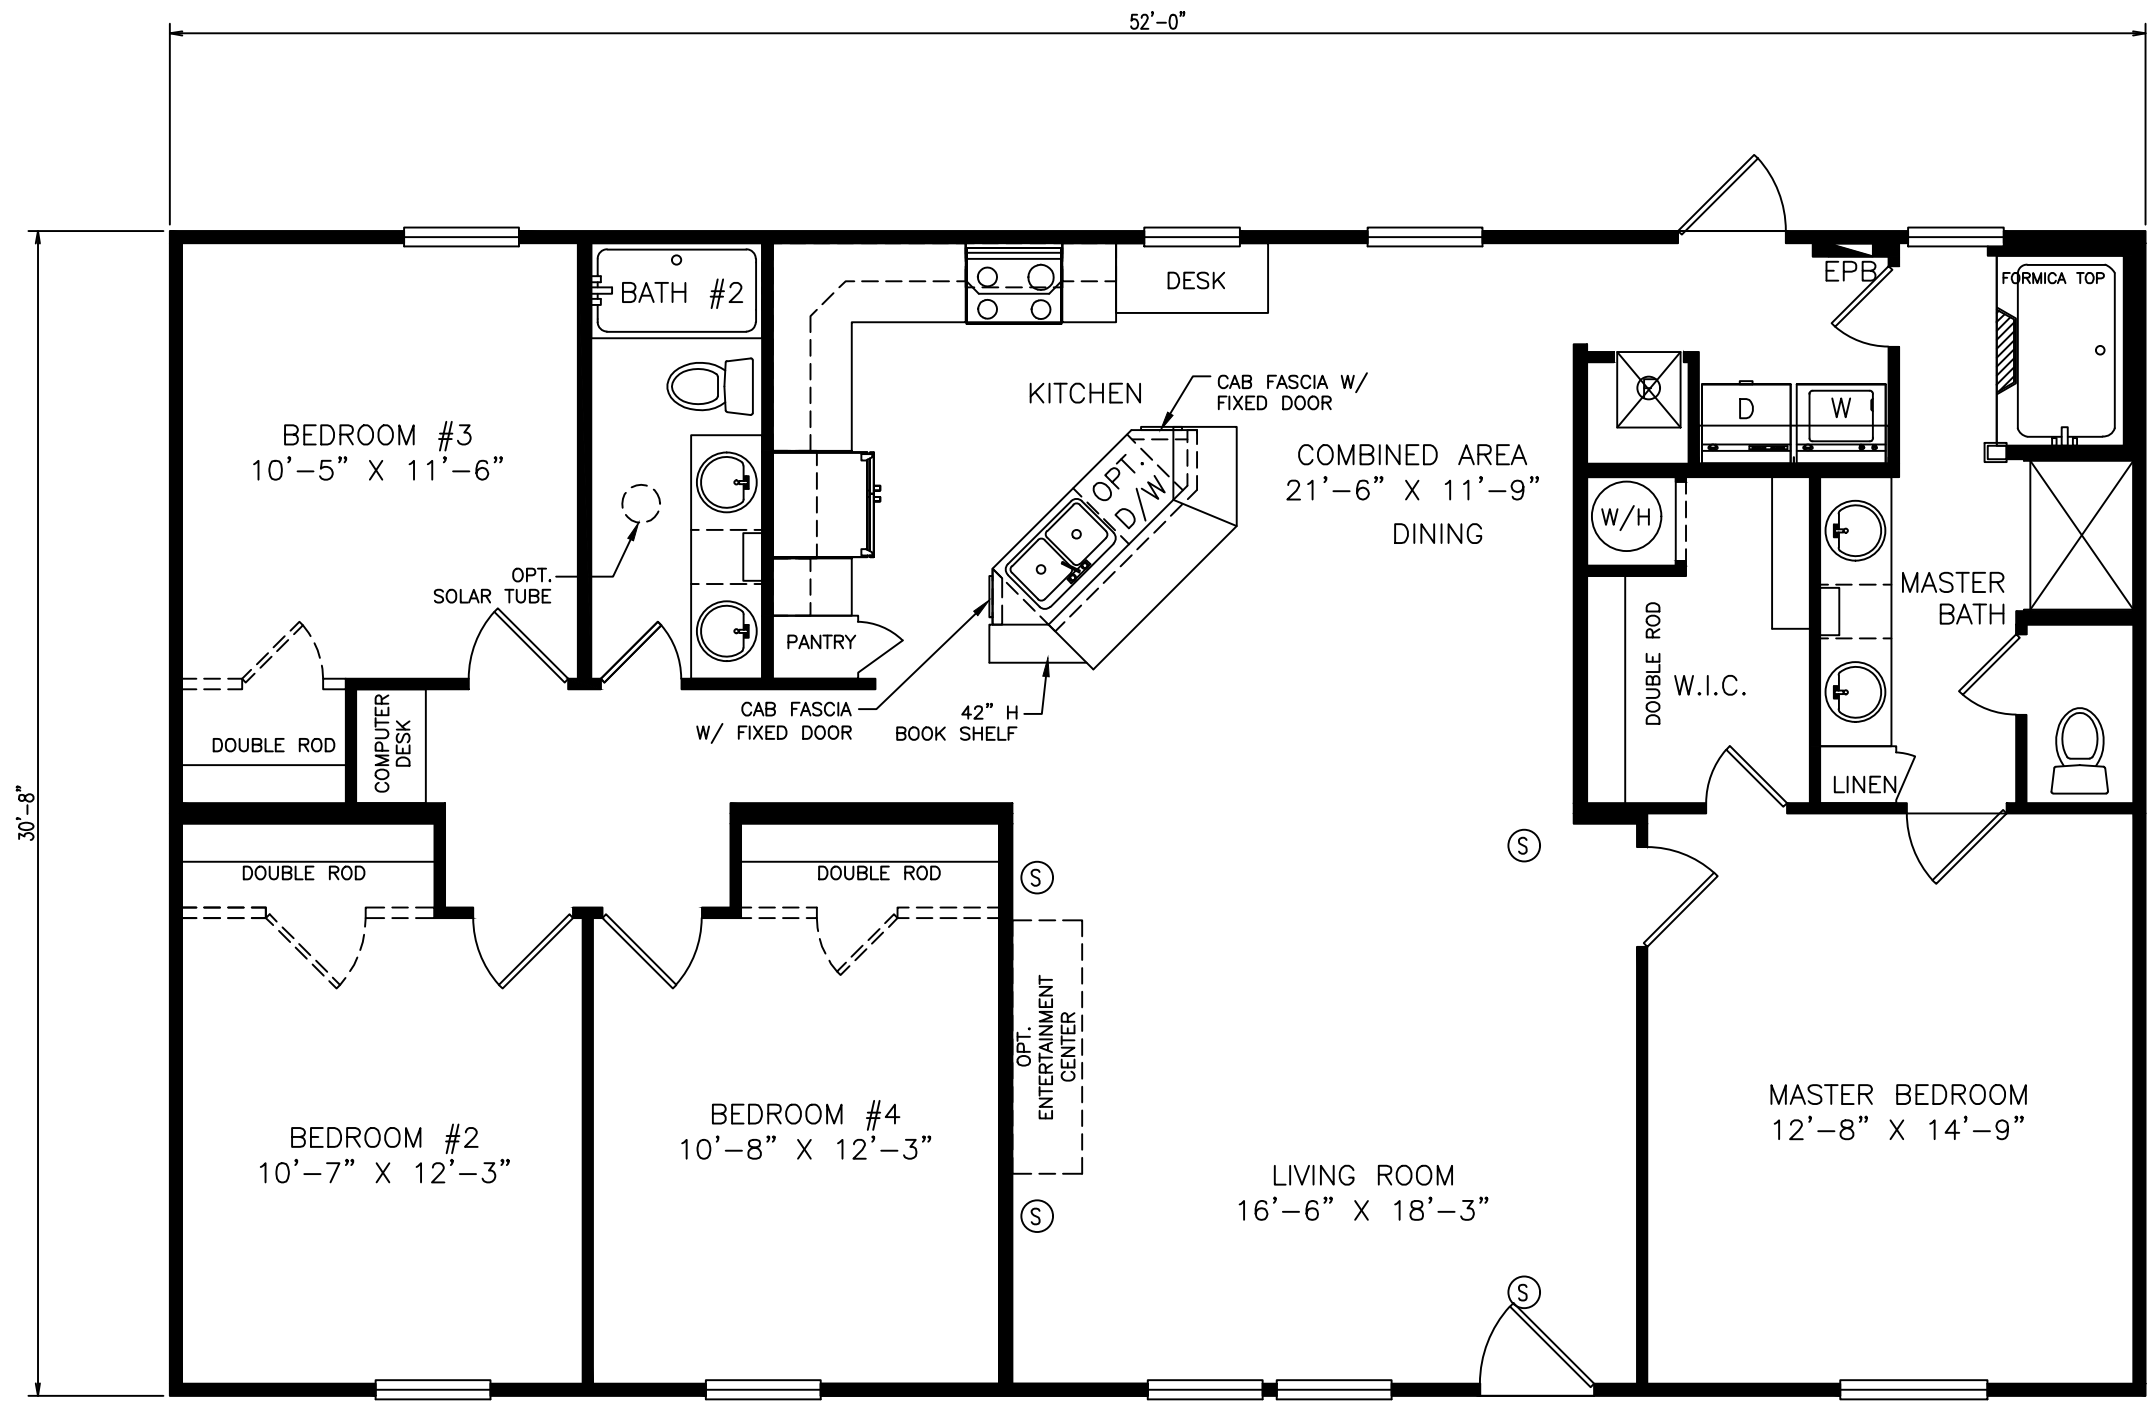 52'-0"
30'-8"
BEDROOM #3
10'-5" X 11'-6"
BATH #2
OPT.
SOLAR TUBE
DOUBLE ROD
COMPUTER
DESK
PANTRY
DESK
KITCHEN
CAB FASCIA W/
FIXED DOOR
OPT.
D/W
CAB FASCIA
W/ FIXED DOOR
42" H
BOOK SHELF
COMBINED AREA
21'-6" X 11'-9"
DINING
EPB
FORMICA TOP
D
W
W/H
DOUBLE ROD
W.I.C.
MASTER
BATH
LINEN
DOUBLE ROD
DOUBLE ROD
S
S
S
S
OPT.
ENTERTAINMENT
CENTER
BEDROOM #2
10'-7" X 12'-3"
BEDROOM #4
10'-8" X 12'-3"
LIVING ROOM
16'-6" X 18'-3"
MASTER BEDROOM
12'-8" X 14'-9"